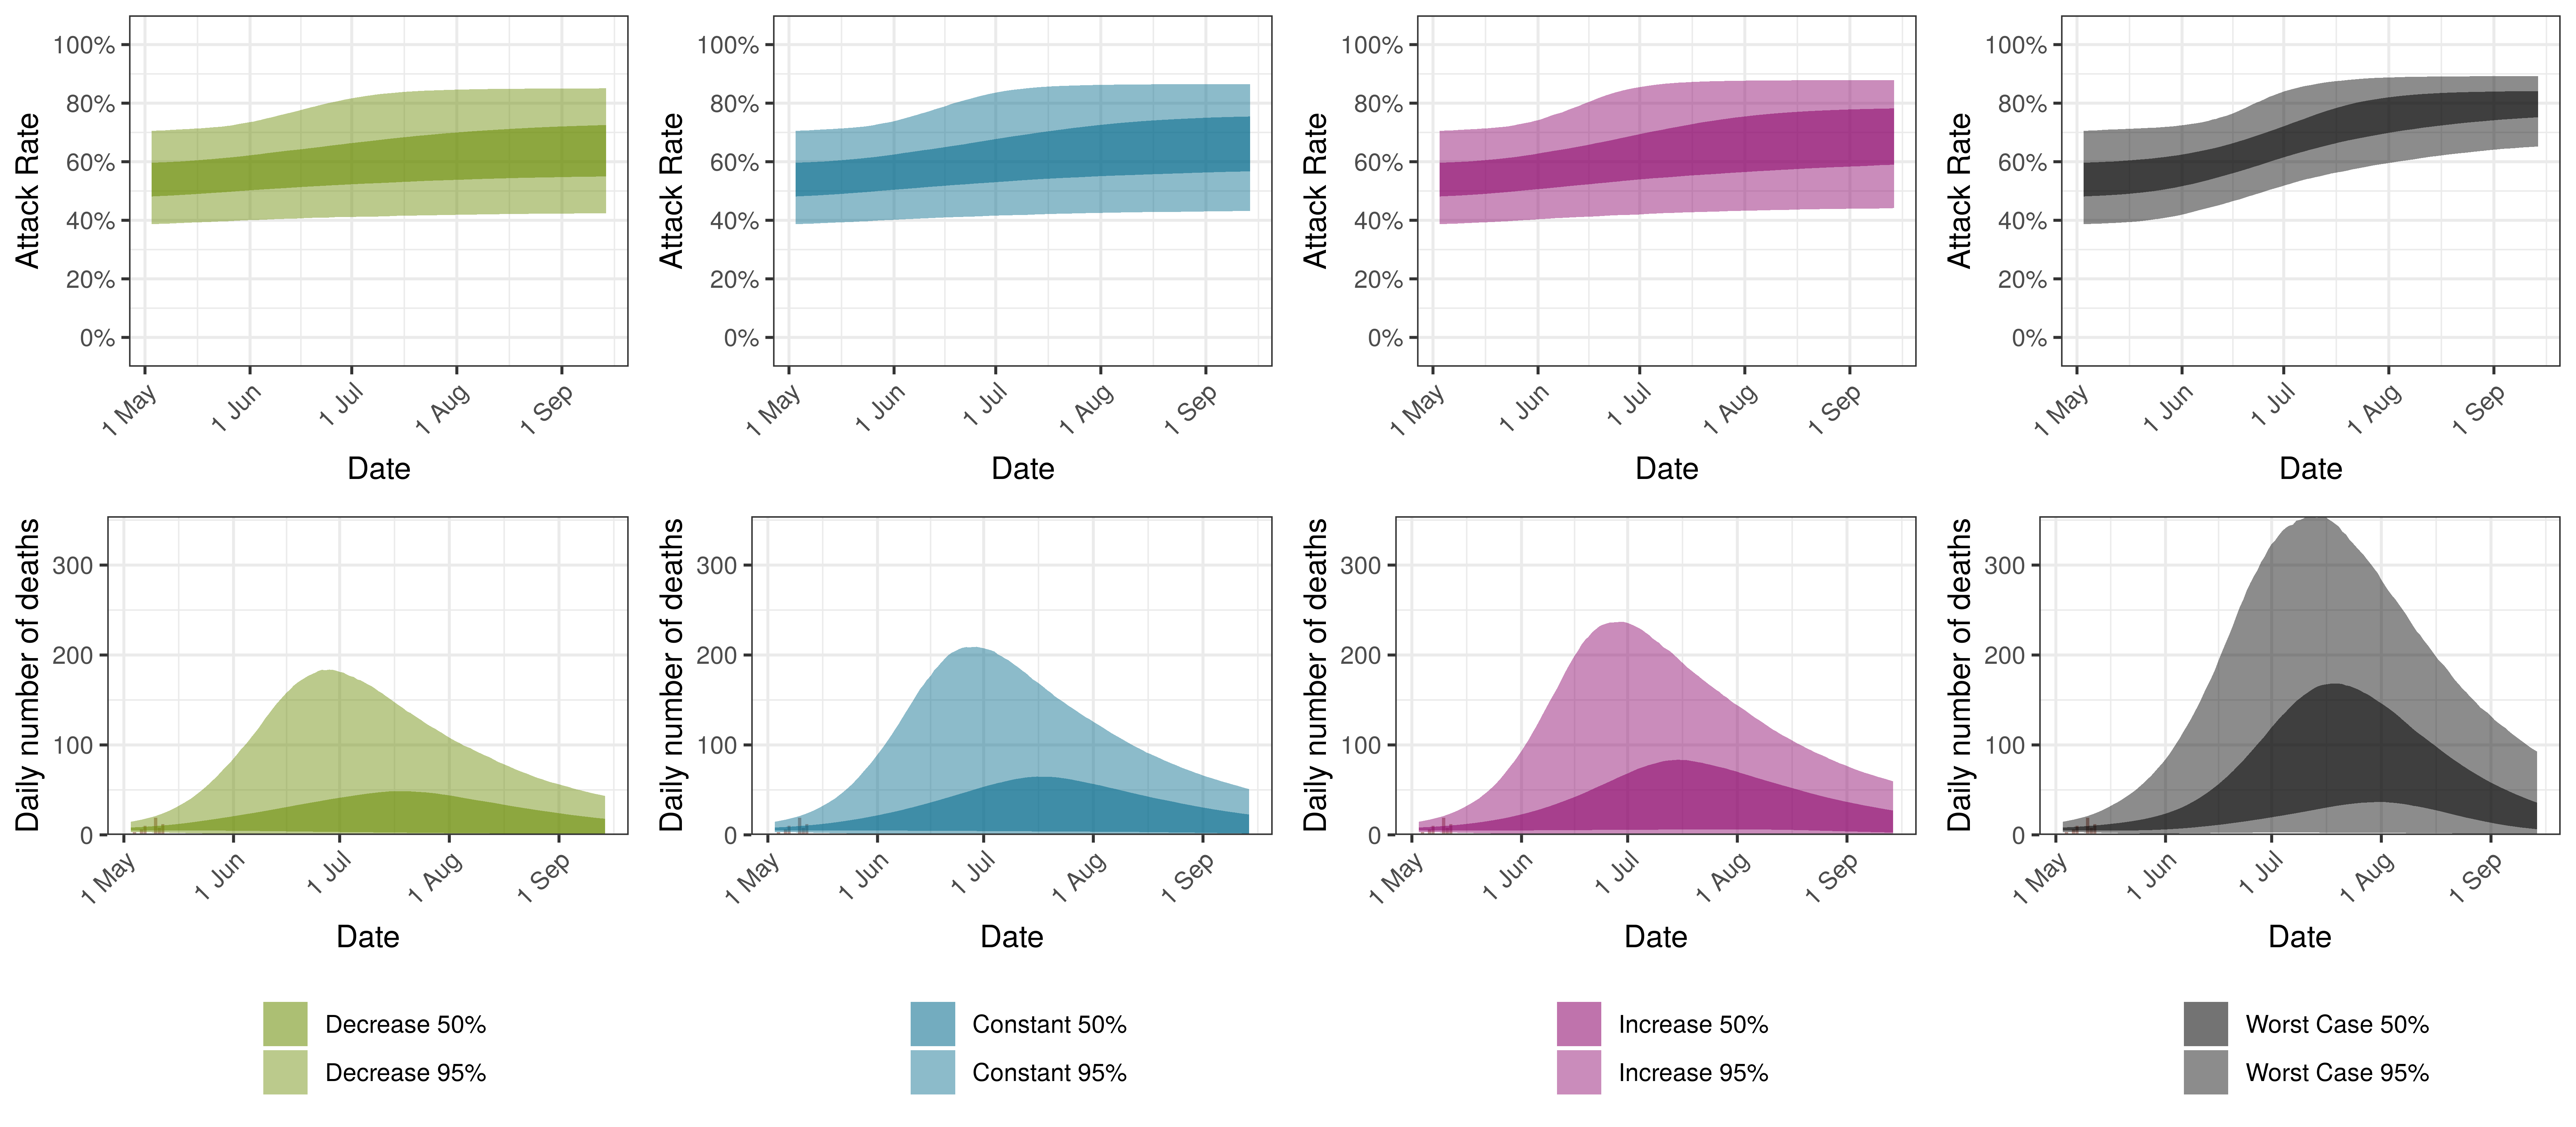 Attack Rate
100%
80%
60%
40%
20%
0%
1 May
1 Jun
1 Jul
1 Aug
1 Sep
Date
Attack Rate
100%
80%
60%
40%
20%
0%
1 May
1 Jun
1 Jul
1 Aug
1 Sep
Date
Attack Rate
100%
80%
60%
40%
20%
0%
1 May
1 Jun
1 Jul
1 Aug
1 Sep
Date
Attack Rate
100%
80%
60%
40%
20%
0%
1 May
1 Jun
1 Jul
1 Aug
1 Sep
Date
Daily number of deaths
300
200
100
0
1 May
1 Jun
1 Jul
1 Aug
1 Sep
Date
Daily number of deaths
300
200
100
0
1 May
1 Jun
1 Jul
1 Aug
1 Sep
Date
Daily number of deaths
300
200
100
0
1 May
1 Jun
1 Jul
1 Aug
1 Sep
Date
Daily number of deaths
300
200
100
0
1 May
1 Jun
1 Jul
1 Aug
1 Sep
Date
Decrease 50%
Decrease 95%
Constant 50%
Constant 95%
Increase 50%
Increase 95%
Worst Case 50%
Worst Case 95%